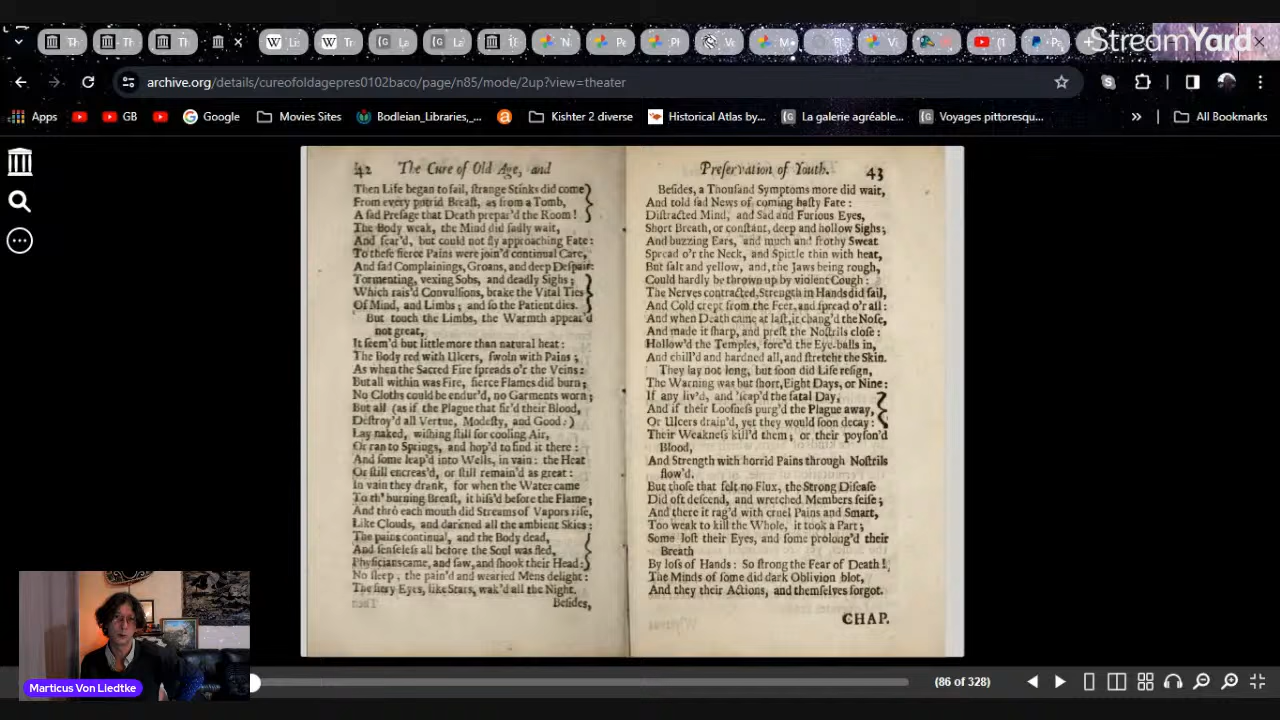 StreamYard
Th
Th
Th
Li
Tr
La
La
Pe
archive.org/details/cureofoldagepres0102baco/page/n85/mode/2up?view=theater
Apps
GB
Google
Movies Sites
Bodleian_Libraries,_...
Kishter 2 diverse
Historical Atlas by...
La galerie agréable...
Voyages pittoresqu...
»
All Bookmarks
42 The Cure of Old Age, and
Then Life began to fail, ſtrange Stinks did come
From every putrid Breaſt, as from a Tomb,
A ſad Preſage that Death prepar'd the Room!
The Body weak, the Mind did ſadly wait,
And fear'd, but could not fly approaching Fate:
To theſe fierce Pains were join'd continual Care,
And ſad Complainings, Groans, and deep Deſpair:
Tormenting, vexing Sobs, and deadly Sighs;
Which rais'd Convulſions, brake the Vital Ties
Of Mind, and Limbs; and ſo the Patient dies.
But touch the Limbs, the Warmth appear'd
not great,
It ſeem'd but little more than natural heat:
The Body red with Ulcers, ſwoln with Pains;
As when the Sacred Fire ſpreads o'r the Veins:
But all within was Fire, fierce Flames did burn;
No Cloths could be endur'd, no Garments worn;
But all (as if the Plague that fir'd their Blood,
Deſtroy'd all Vertue, Modeſty, and Good:)
Lay naked, wiſhing ſtill for cooling Air,
Or ran to Springs, and hop'd to find it there:
And ſome leap'd into Wells, in vain: the Heat
Or ſtill encreas'd, or ſtill remain'd as great:
In vain they drank, for when the Water came
To th' burning Breaſt, it hiſs'd before the Flame;
And thrò each mouth did Streams of Vapors riſe,
Like Clouds, and darkned all the ambient Skies:
The pains continual, and the Body dead,
And ſenſeleſs all before the Soul was fled,
Phyſicians came, and ſaw, and ſhook their Head:
No ſleep, the pain'd and wearied Mens delight:
The fiery Eyes, like Stars, wak'd all the Night.
Beſides,
Preſervation of Youth. 43
Beſides, a Thouſand Symptoms more did wait,
And told ſad News of coming haſty Fate:
Diſtracted Mind, and Sad and Furious Eyes,
Short Breath, or conſtant, deep and hollow Sighs;
And buzzing Ears, and much and frothy Sweat
Spread o'r the Neck, and Spittle thin with heat,
But ſalt and yellow, and, the Jaws being rough,
Could hardly be thrown up by violent Cough:
The Nerves contracted, Strength in Hands did fail,
And Cold crept from the Feet, and ſpread o'r all:
And when Death came at laſt, it chang'd the Noſe,
And made it ſharp, and preſt the Noſtrils cloſe:
Hollow'd the Temples, forc'd the Eye-balls in,
And chill'd and hardned all, and ſtretcht the Skin.
They lay not long, but ſoon did Life reſign,
The Warning was but ſhort, Eight Days, or Nine:
If any liv'd, and 'ſcap'd the fatal Day,
And if their Looſneſs purg'd the Plague away,
Or Ulcers drain'd, yet they would ſoon decay:
Their Weakneſs kill'd them; or their poyſon'd
Blood,
And Strength with horrid Pains through Noſtrils
flow'd.
But thoſe that felt no Flux, the Strong Diſeaſe
Did oft deſcend, and wretched Members ſeiſe;
And there it rag'd with cruel Pains and Smart,
Too weak to kill the Whole, it took a Part;
Some loſt their Eyes, and ſome prolong'd their
Breath
By loſs of Hands: So ſtrong the Fear of Death!
The Minds of ſome did dark Oblivion blot,
And they their Actions, and themſelves forgot.
CHAP.
Marticus Von Liedtke
(86 of 328)